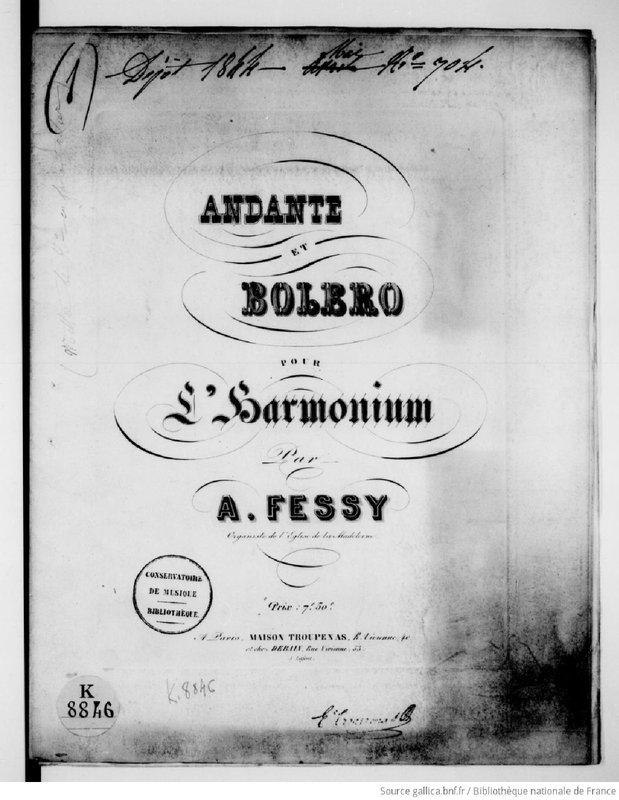 (1)
Dépôt 1844 Mai N° 704.
ANDANTE
ET
BOLERO
POUR
L'Harmonium
Par
A. FESSY
Organiste de l'Eglise de la Madeleine
Prix : 7f 50c
A Paris, MAISON TROUPENAS, R. Vivienne, 40
et chez DEBAIN, Rue Vivienne, 53
CONSERVATOIRE
DE MUSIQUE
BIBLIOTHÈQUE
K
8846
K.8846
Source gallica.bnf.fr / Bibliothèque nationale de France